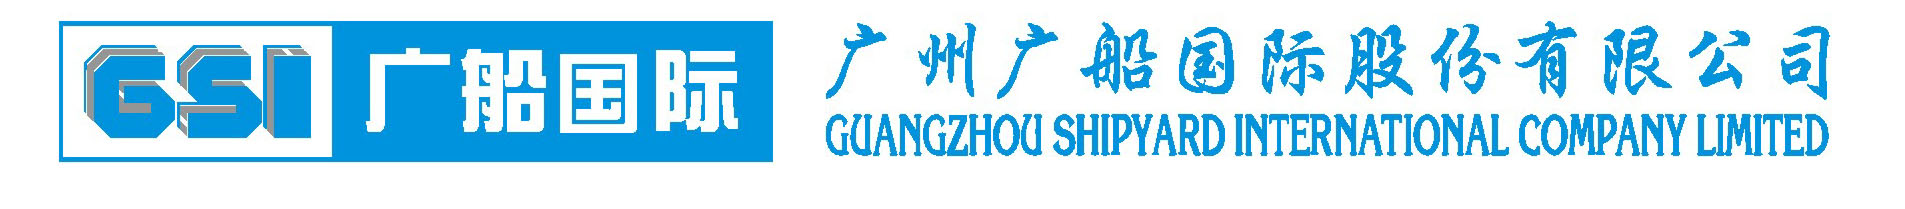 GSI 广船国际
广州广船国际股份有限公司
GUANGZHOU SHIPYARD INTERNATIONAL COMPANY LIMITED